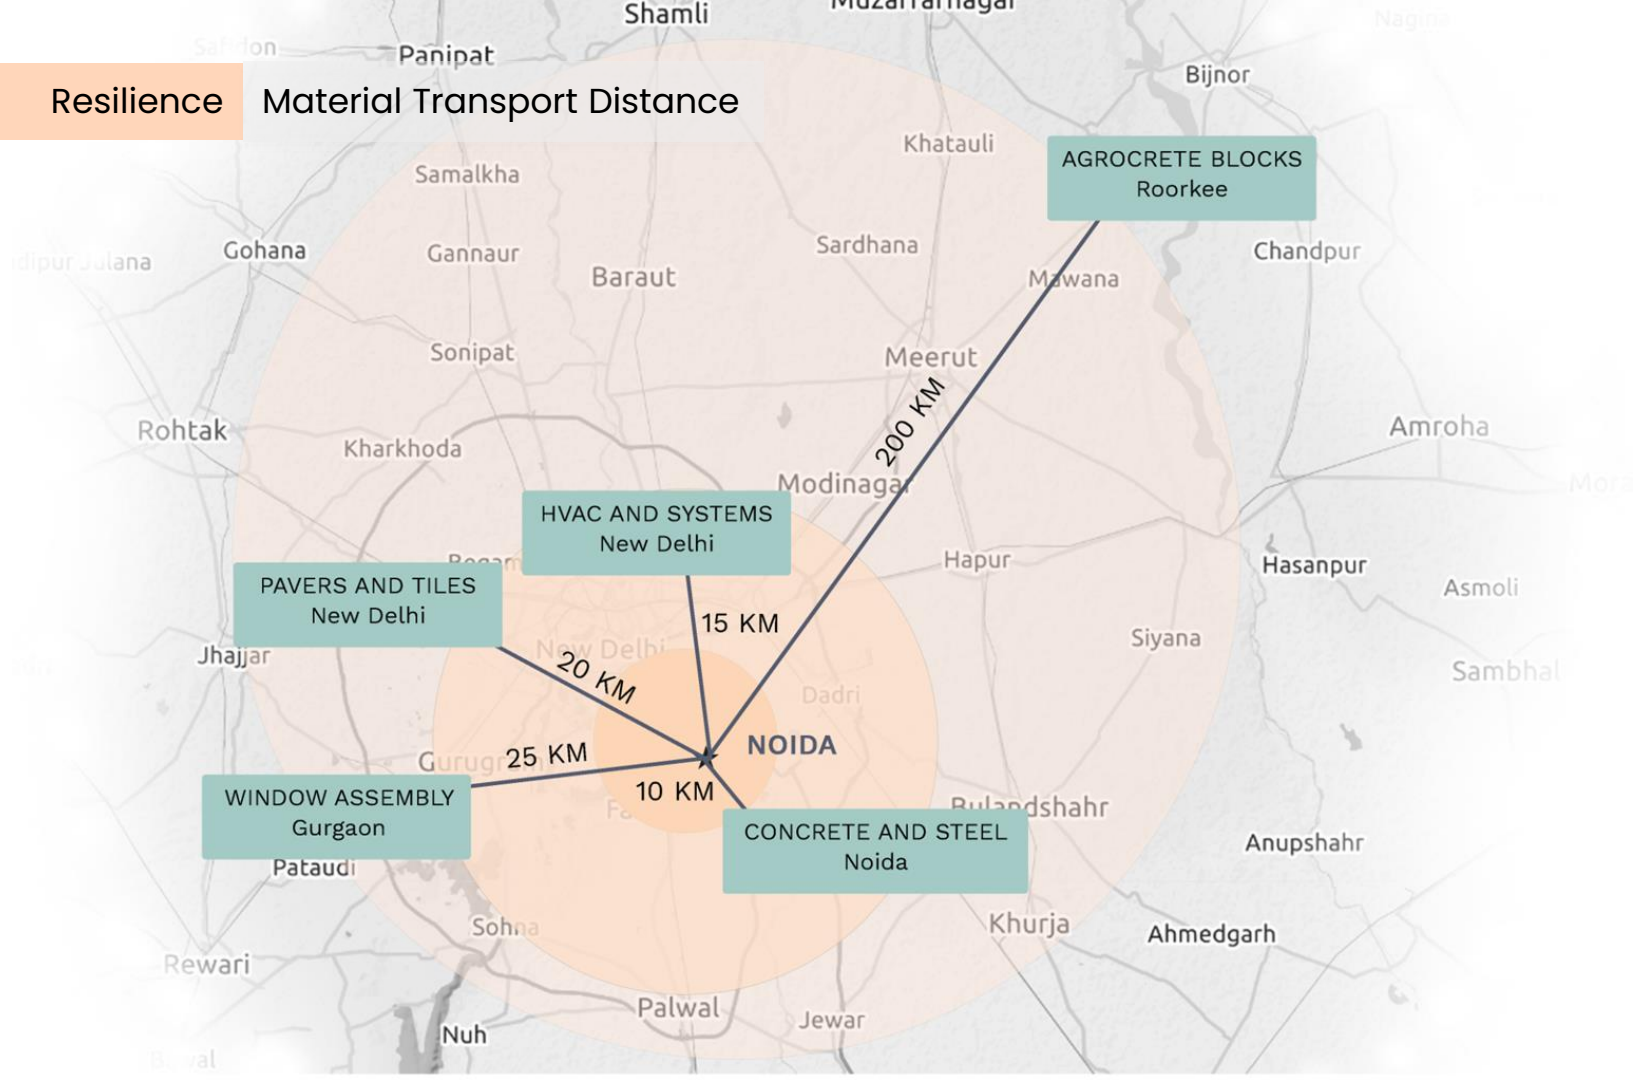 Shamli
Panipat
Bijnor
Resilience
Material Transport Distance
Khatauli
Samalkha
AGROCRETE BLOCKS
Roorkee
Gohana
Gannaur
Sardhana
Chandpur
Baraut
Mawana
Sonipat
Meerut
200 KM
Rohtak
Kharkhoda
Amroha
Modinagar
HVAC AND SYSTEMS
New Delhi
Hapur
Hasanpur
PAVERS AND TILES
New Delhi
Asmoli
15 KM
Siyana
New Delhi
Jhajjar
20 KM
Sambhal
Dadri
NOIDA
25 KM
10 KM
WINDOW ASSEMBLY
Gurgaon
Bulandshahr
CONCRETE AND STEEL
Noida
Anupshahr
Pataudi
Sohna
Khurja
Ahmedgarh
Rewari
Palwal
Jewar
Nuh